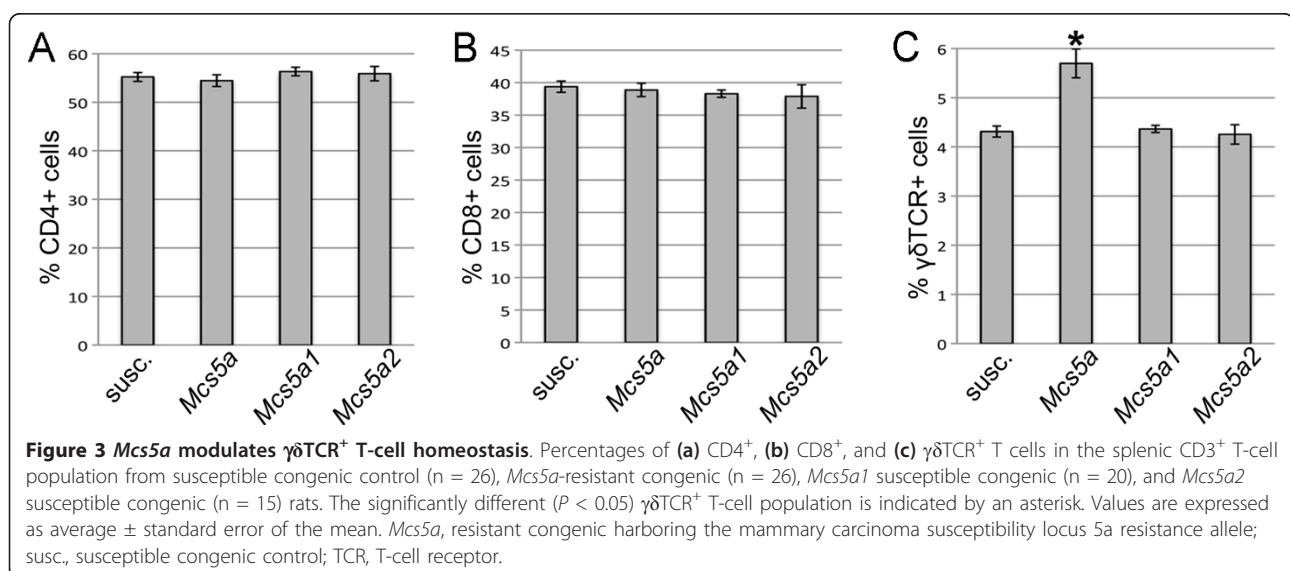 A
% CD4+ cells
60
50
40
30
20
10
0
susc.
Mcs5a
Mcs5a1
Mcs5a2
B
% CD8+ cells
45
40
35
30
25
20
15
10
5
0
susc.
Mcs5a
Mcs5a1
Mcs5a2
C
% γδTCR+ cells
6
5
4
3
2
1
0
*
susc.
Mcs5a
Mcs5a1
Mcs5a2
Figure 3 Mcs5a modulates γδTCR⁺ T-cell homeostasis. Percentages of (a) CD4⁺, (b) CD8⁺, and (c) γδTCR⁺ T cells in the splenic CD3⁺ T-cell
population from susceptible congenic control (n = 26), Mcs5a-resistant congenic (n = 26), Mcs5a1 susceptible congenic (n = 20), and Mcs5a2
susceptible congenic (n = 15) rats. The significantly different (P < 0.05) γδTCR⁺ T-cell population is indicated by an asterisk. Values are expressed
as average ± standard error of the mean. Mcs5a, resistant congenic harboring the mammary carcinoma susceptibility locus 5a resistance allele;
susc., susceptible congenic control; TCR, T-cell receptor.